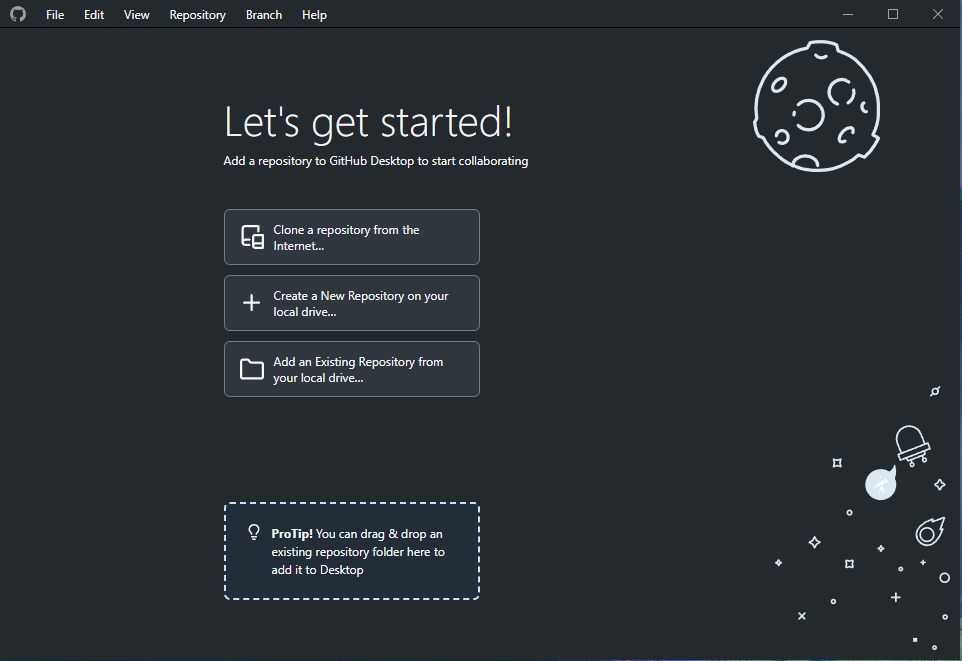 File Edit View Repository Branch Help
Let's get started!
Add a repository to GitHub Desktop to start collaborating
Clone a repository from the
Internet...
Create a New Repository on your
local drive...
Add an Existing Repository from
your local drive...
ProTip! You can drag & drop an
existing repository folder here to
add it to Desktop